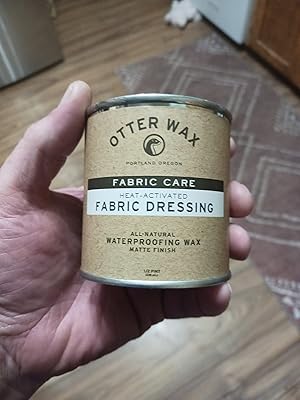 OTTER WAX
PORTLAND, OREGON
FABRIC CARE
HEAT-ACTIVATED
FABRIC DRESSING
ALL-NATURAL
WATERPROOFING WAX
MATTE FINISH
1/2 PINT